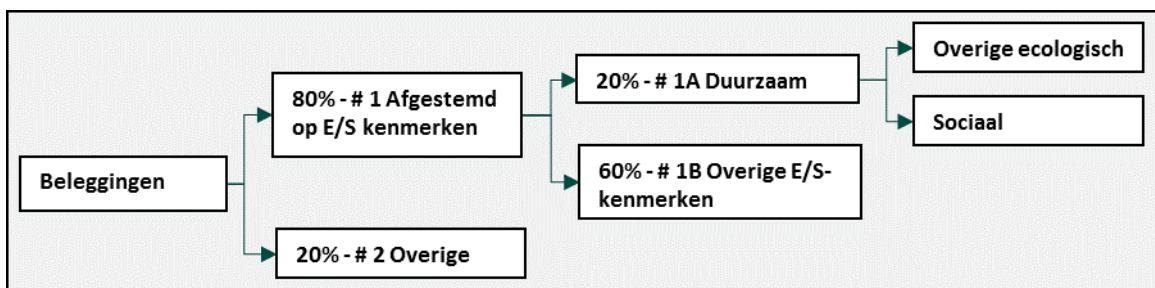 Beleggingen
80% - # 1 Afgestemd
op E/S kenmerken
20% - # 2 Overige
20% - # 1A Duurzaam
60% - # 1B Overige E/S-
kenmerken
Overige ecologisch
Sociaal